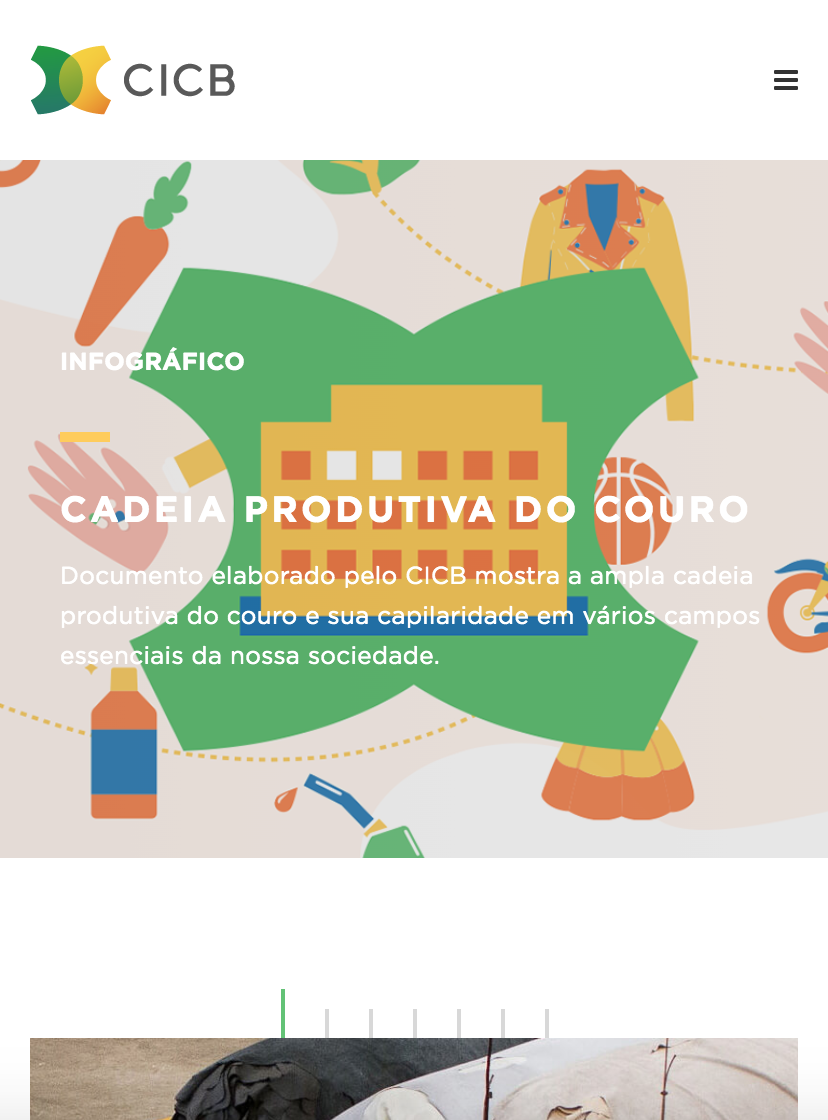 CICB
INFOGRÁFICO
CADEIA PRODUTIVA DO COURO
Documento elaborado pelo CICB mostra a ampla cadeia
produtiva do couro e sua capilaridade em vários campos
essenciais da nossa sociedade.